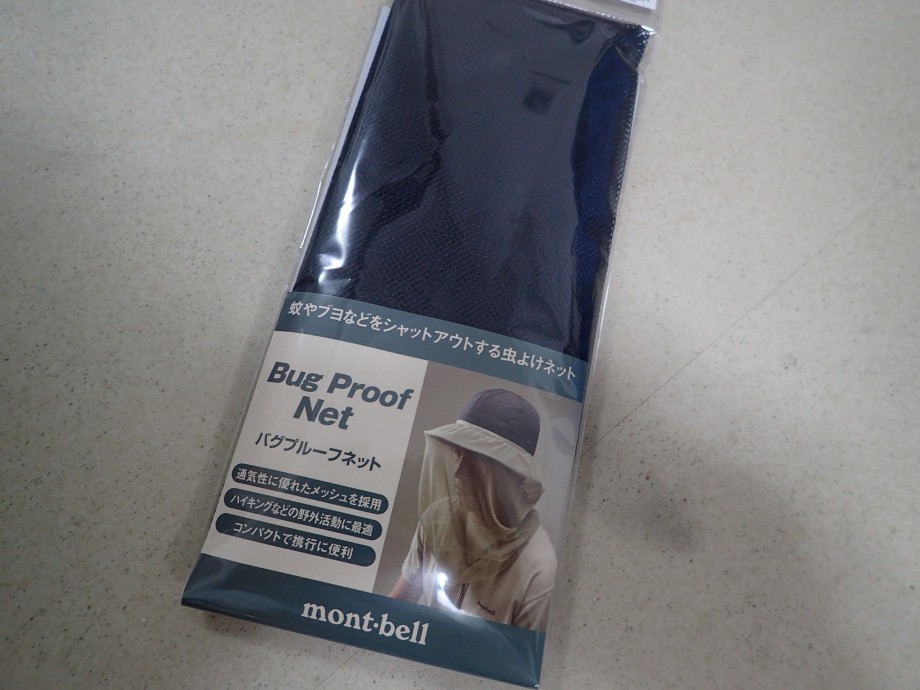 蚊やブヨなどをシャットアウトする虫よけネット
Bug Proof
Net
バグプルーフネット
通気性に優れたメッシュを採用
ハイキングなどの野外活動に最適
コンパクトで携行に便利
mont-bell